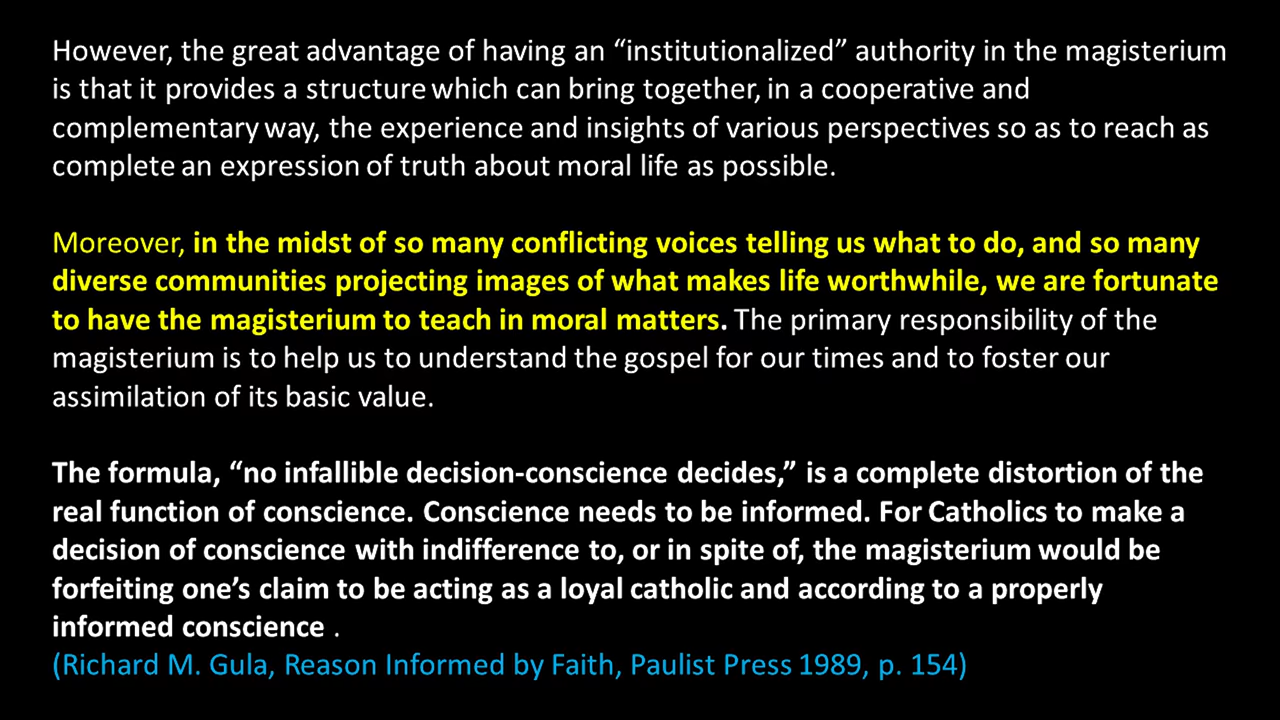 However, the great advantage of having an “institutionalized” authority in the magisterium
is that it provides a structure which can bring together, in a cooperative and
complementary way, the experience and insights of various perspectives so as to reach as
complete an expression of truth about moral life as possible.
Moreover, in the midst of so many conflicting voices telling us what to do, and so many
diverse communities projecting images of what makes life worthwhile, we are fortunate
to have the magisterium to teach in moral matters. The primary responsibility of the
magisterium is to help us to understand the gospel for our times and to foster our
assimilation of its basic value.
The formula, “no infallible decision-conscience decides,” is a complete distortion of the
real function of conscience. Conscience needs to be informed. For Catholics to make a
decision of conscience with indifference to, or in spite of, the magisterium would be
forfeiting one’s claim to be acting as a loyal catholic and according to a properly
informed conscience .
(Richard M. Gula, Reason Informed by Faith, Paulist Press 1989, p. 154)